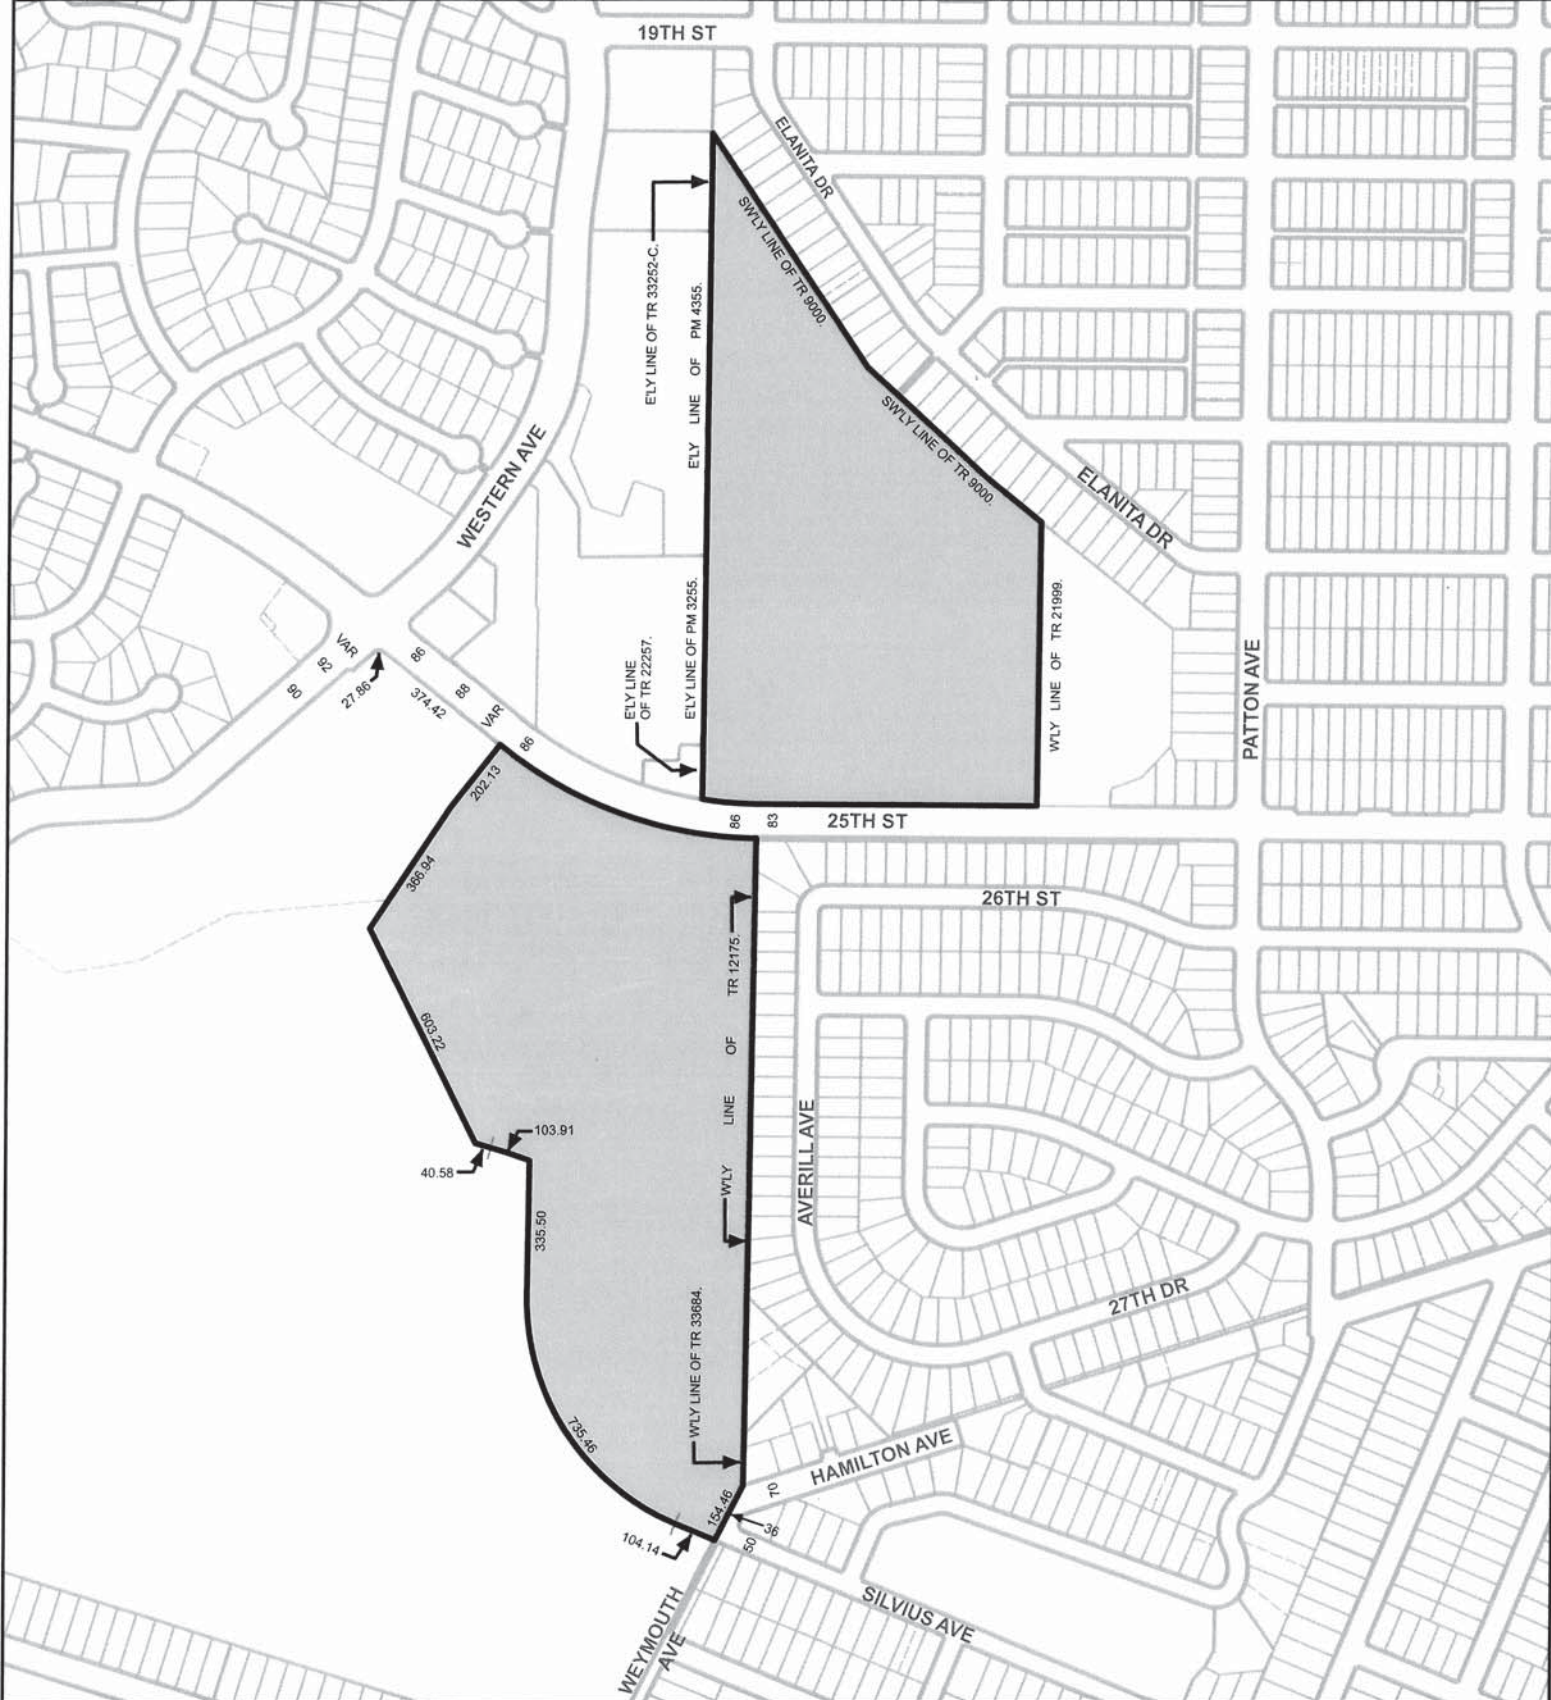 19TH ST
ELANITA DR
E'LY LINE OF TR 33252-C.
SW'LY LINE OF TR 9000.
E'LY LINE OF PM 4355.
SW'LY LINE OF TR 9000.
WESTERN AVE
ELANITA DR
E'LY LINE OF PM 3255.
W'LY LINE OF TR 21999.
E'LY LINE
OF TR 22257.
PATTON AVE
VAR
92
90
86
27.86
374.42
88
VAR
86
202.13
86
83
25TH ST
366.94
26TH ST
TR 12175.
W'LY LINE OF
603.22
103.91
40.58
AVERILL AVE
335.50
27TH DR
W'LY LINE OF TR 33684.
735.46
HAMILTON AVE
70
154.46
36
104.14
50
SILVIUS AVE
WEYMOUTH
AVE